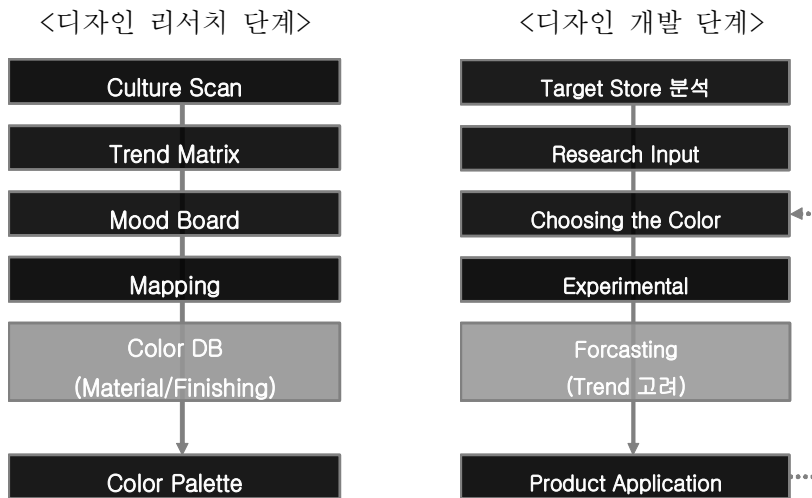 <디자인 리서치 단계>
Culture Scan
Trend Matrix
Mood Board
Mapping
Color DB
(Material/Finishing)
Color Palette
<디자인 개발 단계>
Target Store 분석
Research Input
Choosing the Color
Experimental
Forcasting
(Trend 고려)
Product Application